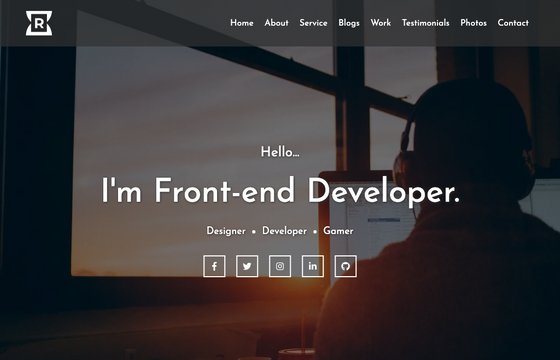 R
Home About Service Blogs Work Testimonials Photos Contact
Hello...
I'm Front-end Developer.
Designer • Developer • Gamer